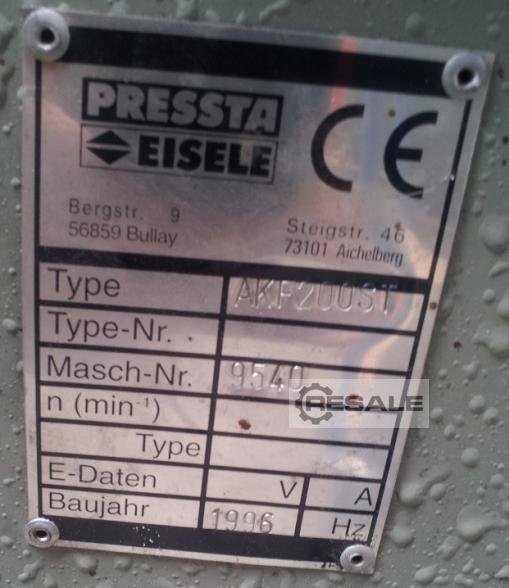 PRESSTA
EISELE
CE
Bergstr. 9
56859 Bullay
Steigstr. 46
73101 Aichelberg
Type AKF200ST
Type-Nr.
Masch-Nr. 9540
RESALE
n (min⁻¹)
Type
E-Daten V A
Baujahr 1996 Hz